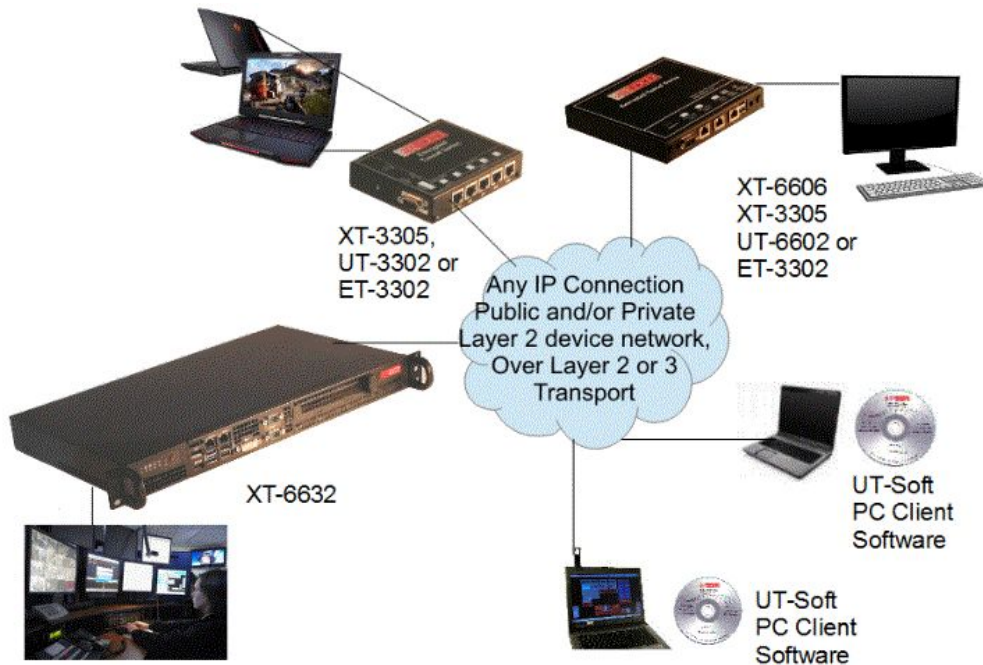 XT-3305,
UT-3302 or
ET-3302
XT-6606
XT-3305
UT-6602 or
ET-3302
Any IP Connection
Public and/or Private
Layer 2 device network,
Over Layer 2 or 3
Transport
XT-6632
UT-Soft
PC Client
Software
UT-Soft
PC Client
Software